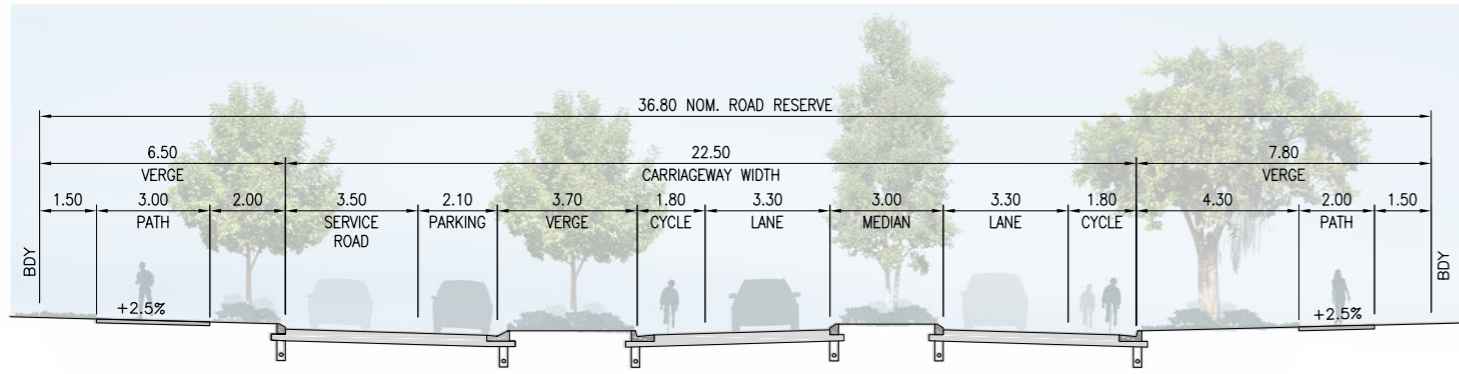 36.80 NOM. ROAD RESERVE
6.50 22.50 7.80
VERGE CARRIAGEWAY WIDTH VERGE
1.50 3.00 2.00 3.50 2.10 3.70 1.80 3.30 3.00 3.30 1.80 4.30 2.00 1.50
PATH SERVICE PARKING VERGE CYCLE LANE MEDIAN LANE CYCLE PATH
ROAD
BDY BDY
+2.5% +2.5%